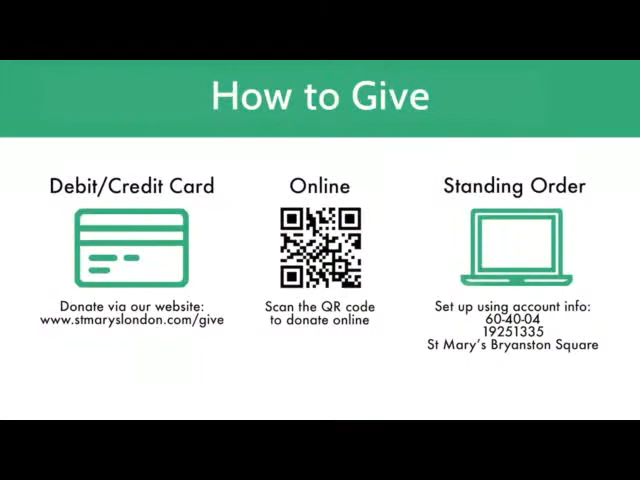 How to Give
Debit/Credit Card
Donate via our website:
www.stmaryslondon.com/give
Online
Scan the QR code
to donate online
Standing Order
Set up using account info:
60-40-04
19251335
St Mary's Bryanston Square